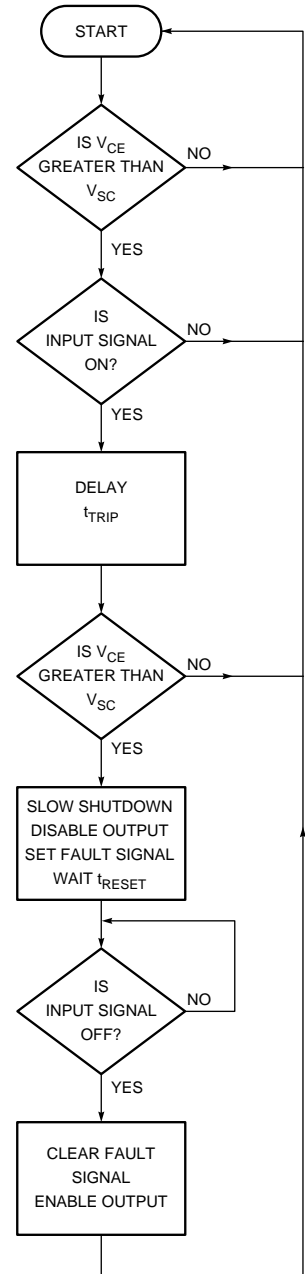 START
IS V_CE
GREATER THAN
V_SC
NO
YES
IS
INPUT SIGNAL
ON?
NO
YES
DELAY
t_TRIP
IS V_CE
GREATER THAN
V_SC
NO
YES
SLOW SHUTDOWN
DISABLE OUTPUT
SET FAULT SIGNAL
WAIT t_RESET
IS
INPUT SIGNAL
OFF?
NO
YES
CLEAR FAULT
SIGNAL
ENABLE OUTPUT